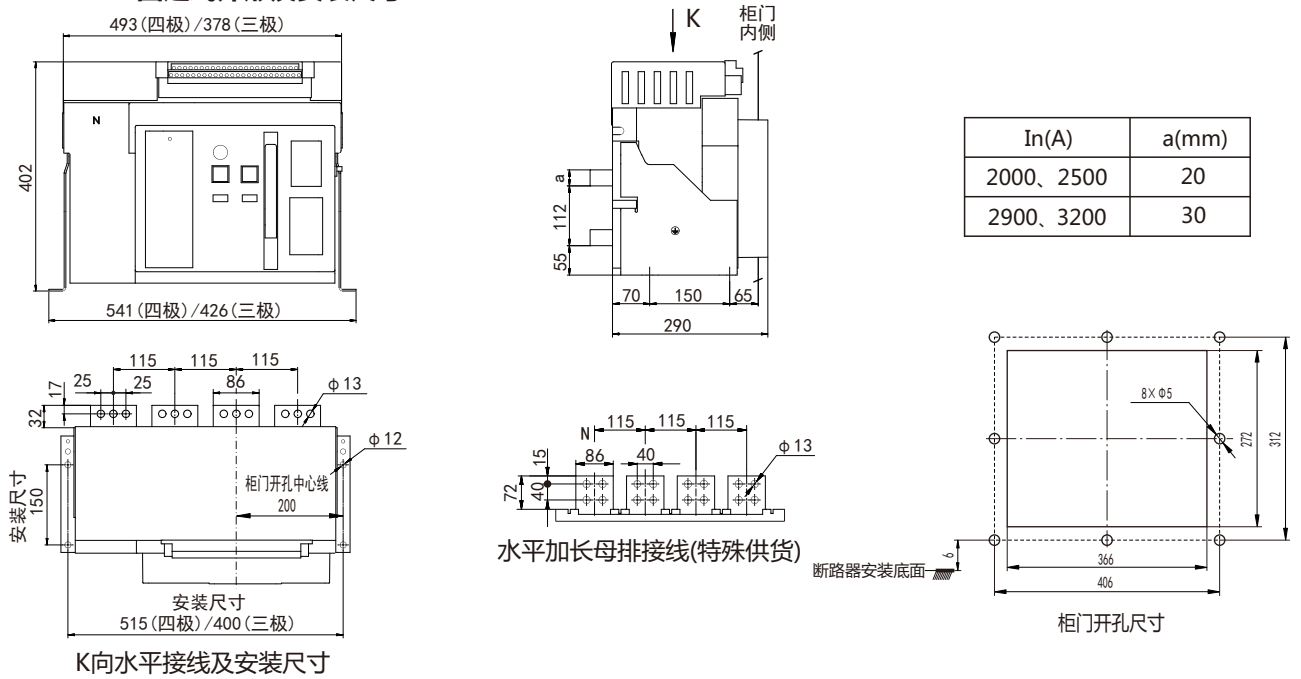 493(四极)/378(三极)
N
402
541(四极)/426(三极)
K
柜门
内侧
a
112
55
70
150
65
290
In(A)
a(mm)
2000、2500
20
2900、3200
30
115
115
115
25
25
86
φ13
17
32
φ12
柜门开孔中心线
200
安装尺寸
150
安装尺寸
515(四极)/400(三极)
K向水平接线及安装尺寸
115
115
115
N
86
40
φ13
15
72
40
水平加长母排接线(特殊供货)
8×Φ5
272
312
6
断路器安装底面
366
406
柜门开孔尺寸